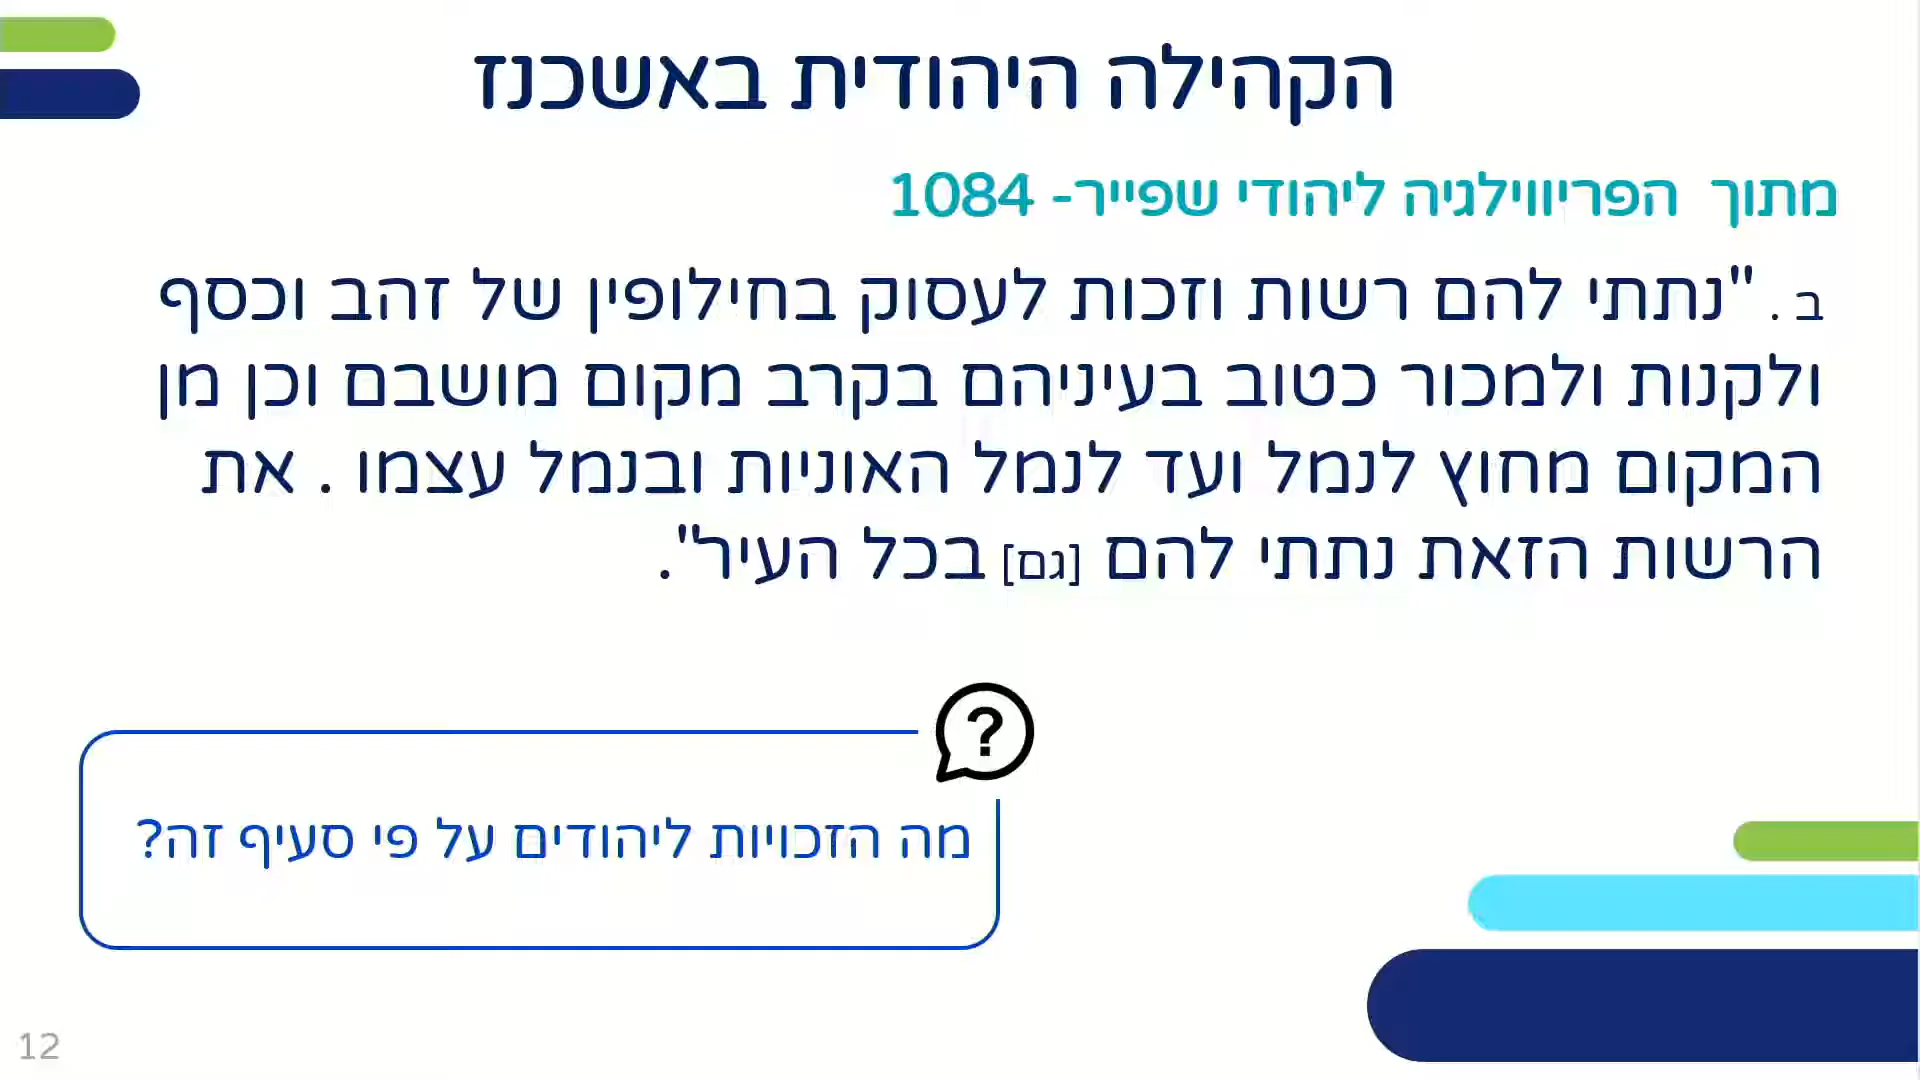 הקהילה היהודית באשכנז
מתוך הפריווילגיה ליהודי שפייר- 1084
ב . "נתתי להם רשות וזכות לעסוק בחילופין של זהב וכסף
ולקנות ולמכור כטוב בעיניהם בקרב מקום מושבם וכן מן
המקום מחוץ לנמל ועד לנמל האוניות ובנמל עצמו . את
הרשות הזאת נתתי להם [גם] בכל העיר".
?
מה הזכויות ליהודים על פי סעיף זה?
12